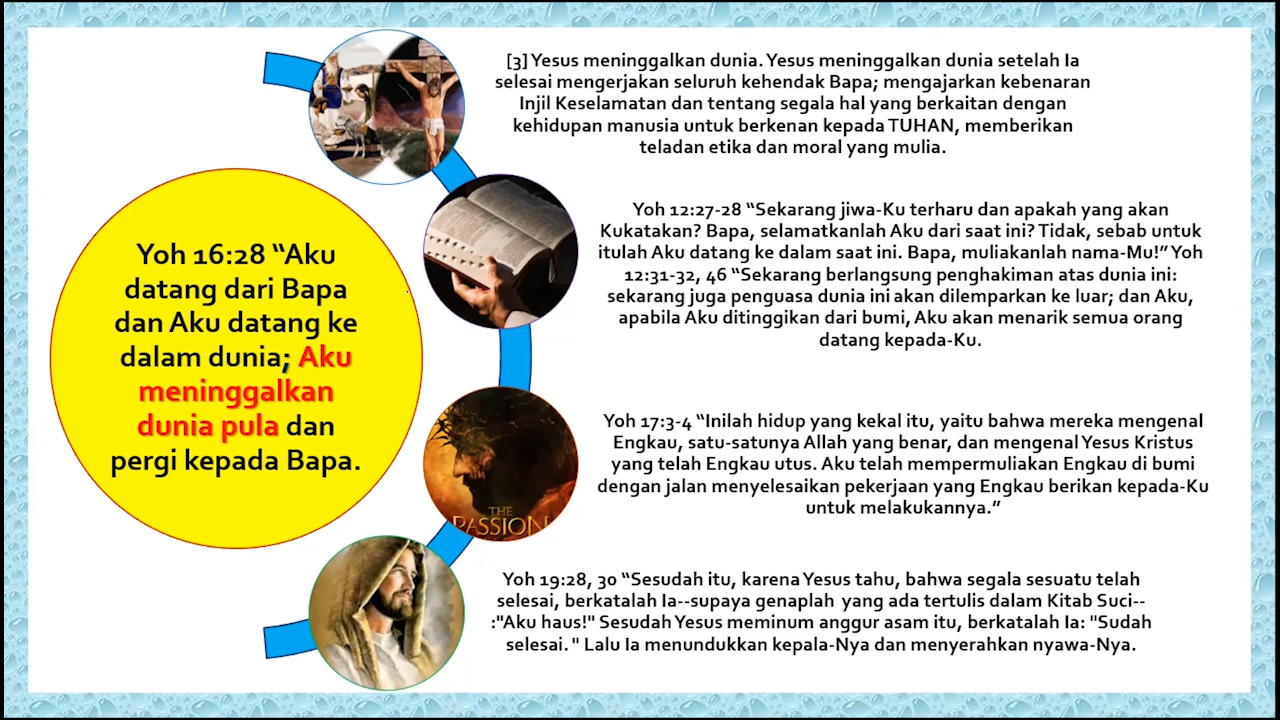 Yoh 16:28 “Aku
datang dari Bapa
dan Aku datang ke
dalam dunia; Aku
meninggalkan
dunia pula dan
pergi kepada Bapa.
[3] Yesus meninggalkan dunia. Yesus meninggalkan dunia setelah Ia
selesai mengerjakan seluruh kehendak Bapa; mengajarkan kebenaran
Injil Keselamatan dan tentang segala hal yang berkaitan dengan
kehidupan manusia untuk berkenan kepada TUHAN, memberikan
teladan etika dan moral yang mulia.
Yoh 12:27-28 “Sekarang jiwa-Ku terharu dan apakah yang akan
Kukatakan? Bapa, selamatkanlah Aku dari saat ini? Tidak, sebab untuk
itulah Aku datang ke dalam saat ini. Bapa, muliakanlah nama-Mu!” Yoh
12:31-32, 46 “Sekarang berlangsung penghakiman atas dunia ini:
sekarang juga penguasa dunia ini akan dilemparkan ke luar; dan Aku,
apabila Aku ditinggikan dari bumi, Aku akan menarik semua orang
datang kepada-Ku.
THE
PASSION
Yoh 17:3-4 “Inilah hidup yang kekal itu, yaitu bahwa mereka mengenal
Engkau, satu-satunya Allah yang benar, dan mengenal Yesus Kristus
yang telah Engkau utus. Aku telah mempermuliakan Engkau di bumi
dengan jalan menyelesaikan pekerjaan yang Engkau berikan kepada-Ku
untuk melakukannya.”
Yoh 19:28, 30 “Sesudah itu, karena Yesus tahu, bahwa segala sesuatu telah
selesai, berkatalah Ia--supaya genaplah yang ada tertulis dalam Kitab Suci--
:"Aku haus!" Sesudah Yesus meminum anggur asam itu, berkatalah Ia: "Sudah
selesai. " Lalu Ia menundukkan kepala-Nya dan menyerahkan nyawa-Nya.